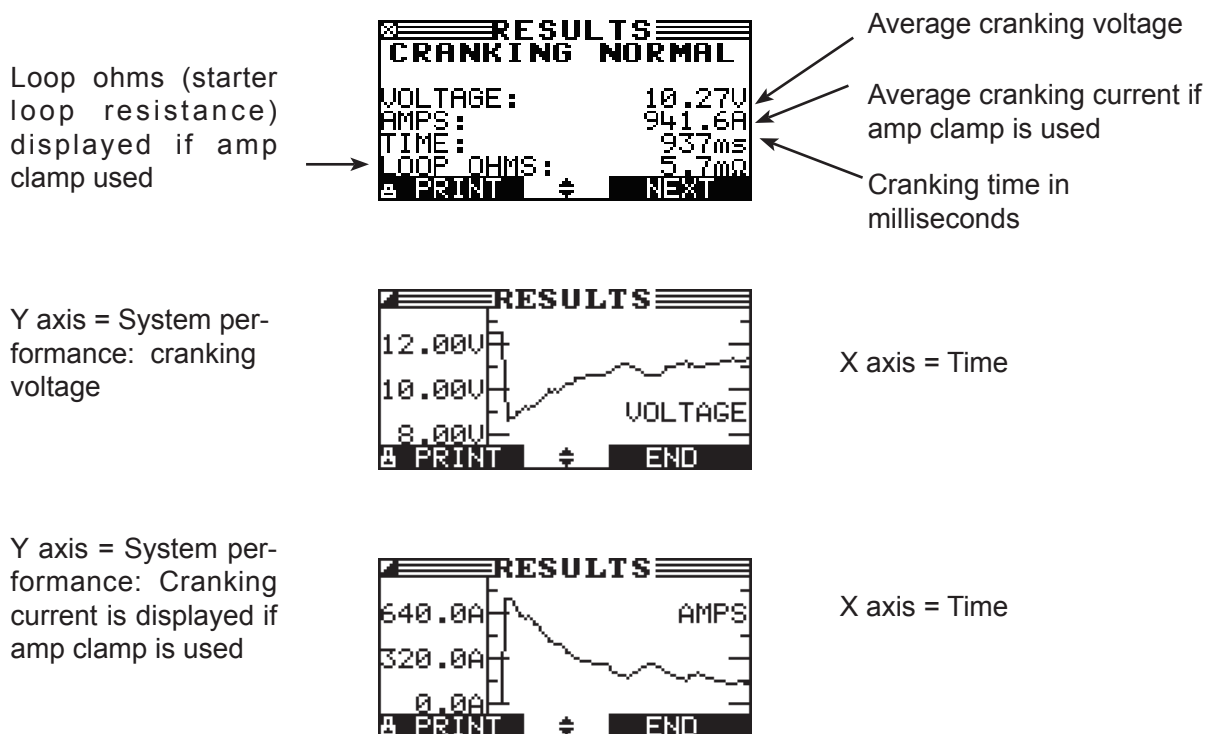 Loop ohms (starter
loop resistance)
displayed if amp
clamp used
RESULTS
CRANKING NORMAL
VOLTAGE: 10.27V
AMPS: 941.6A
TIME: 937ms
LOOP OHMS: 5.7mΩ
PRINT NEXT
Average cranking voltage
Average cranking current if
amp clamp is used
Cranking time in
milliseconds
Y axis = System per-
formance: cranking
voltage
RESULTS
12.00V
10.00V
VOLTAGE
8.00V
PRINT END
X axis = Time
Y axis = System per-
formance: Cranking
current is displayed if
amp clamp is used
RESULTS
640.0A AMPS
320.0A
0.0A
PRINT END
X axis = Time